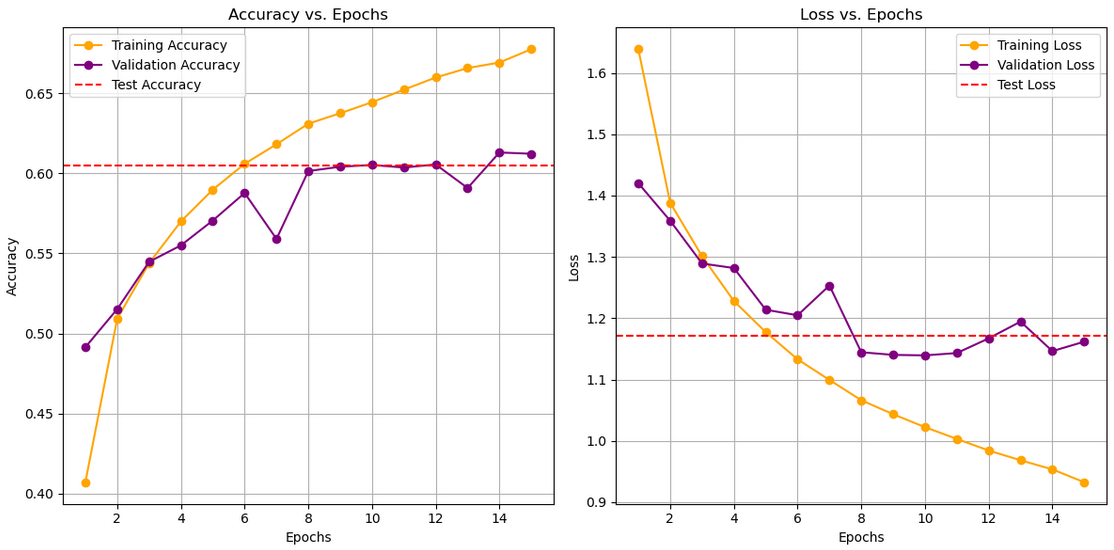 Accuracy vs. Epochs
Training Accuracy
Validation Accuracy
Test Accuracy
0.65
0.60
0.55
0.50
0.45
0.40
Accuracy
2 4 6 8 10 12 14
Epochs
Loss vs. Epochs
Training Loss
Validation Loss
Test Loss
1.6
1.5
1.4
1.3
1.2
1.1
1.0
0.9
Loss
2 4 6 8 10 12 14
Epochs